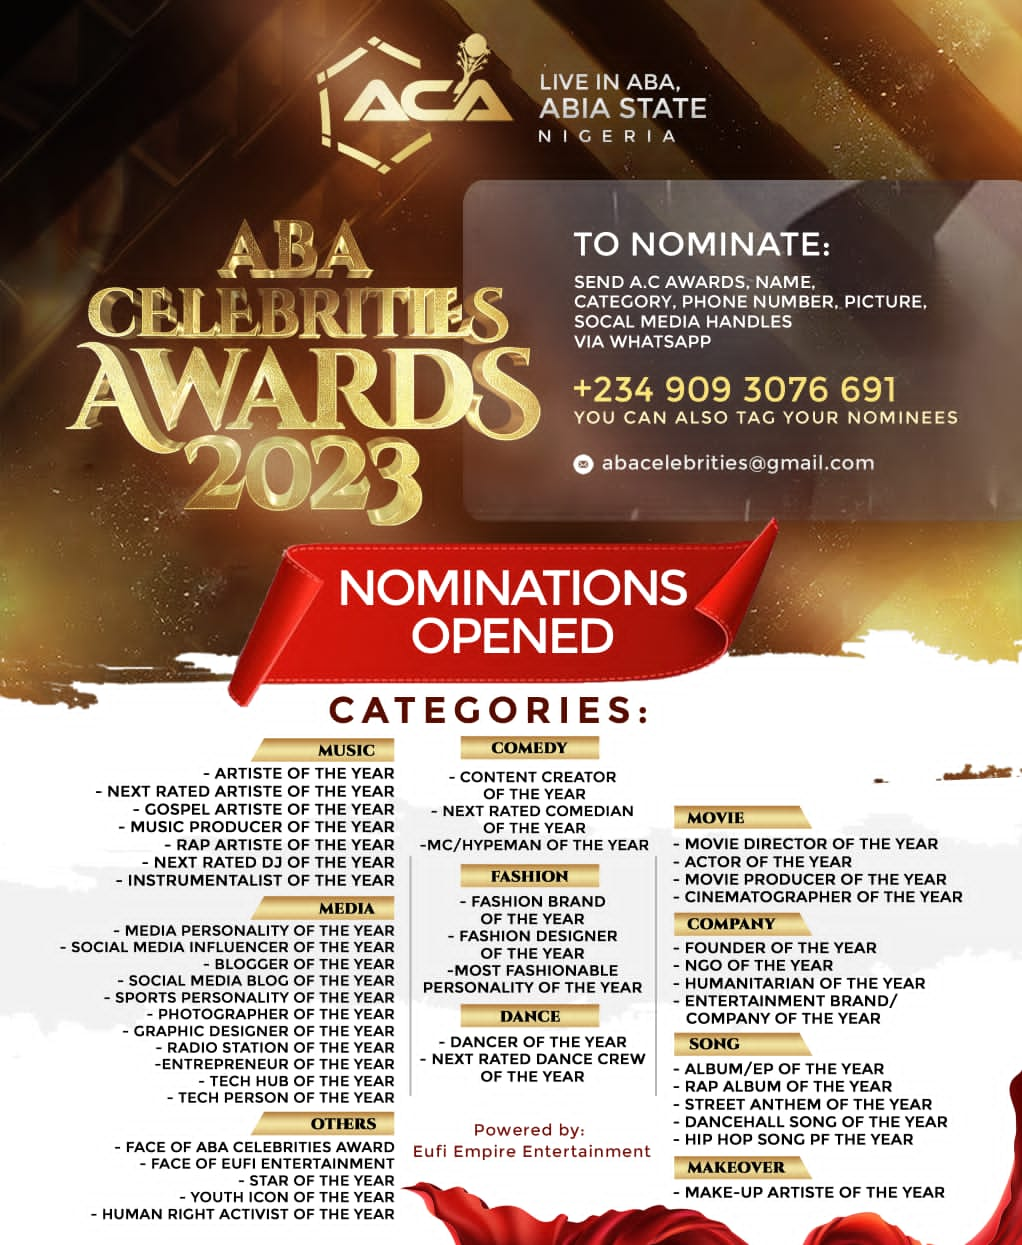 ACA
LIVE IN ABA,
ABIA STATE
NIGERIA
ABA
CELEBRITIES
AWARDS
2023
TO NOMINATE:
SEND A.C AWARDS, NAME,
CATEGORY, PHONE NUMBER, PICTURE,
SOCAL MEDIA HANDLES
VIA WHATSAPP
+234 909 3076 691
YOU CAN ALSO TAG YOUR NOMINEES
abacelebrities@gmail.com
NOMINATIONS
OPENED
CATEGORIES:
MUSIC
- ARTISTE OF THE YEAR
- NEXT RATED ARTISTE OF THE YEAR
- GOSPEL ARTISTE OF THE YEAR
- MUSIC PRODUCER OF THE YEAR
- RAP ARTISTE OF THE YEAR
- NEXT RATED DJ OF THE YEAR
- INSTRUMENTALIST OF THE YEAR
MEDIA
- MEDIA PERSONALITY OF THE YEAR
- SOCIAL MEDIA INFLUENCER OF THE YEAR
- BLOGGER OF THE YEAR
- SOCIAL MEDIA BLOG OF THE YEAR
- SPORTS PERSONALITY OF THE YEAR
- PHOTOGRAPHER OF THE YEAR
- GRAPHIC DESIGNER OF THE YEAR
- RADIO STATION OF THE YEAR
-ENTREPRENEUR OF THE YEAR
- TECH HUB OF THE YEAR
- TECH PERSON OF THE YEAR
OTHERS
- FACE OF ABA CELEBRITIES AWARD
- FACE OF EUFI ENTERTAINMENT
- STAR OF THE YEAR
- YOUTH ICON OF THE YEAR
- HUMAN RIGHT ACTIVIST OF THE YEAR
COMEDY
- CONTENT CREATOR
OF THE YEAR
- NEXT RATED COMEDIAN
OF THE YEAR
-MC/HYPEMAN OF THE YEAR
FASHION
- FASHION BRAND
OF THE YEAR
- FASHION DESIGNER
OF THE YEAR
-MOST FASHIONABLE
PERSONALITY OF THE YEAR
DANCE
- DANCER OF THE YEAR
- NEXT RATED DANCE CREW
OF THE YEAR
Powered by:
Eufi Empire Entertainment
MOVIE
- MOVIE DIRECTOR OF THE YEAR
- ACTOR OF THE YEAR
- MOVIE PRODUCER OF THE YEAR
- CINEMATOGRAPHER OF THE YEAR
COMPANY
- FOUNDER OF THE YEAR
- NGO OF THE YEAR
- HUMANITARIAN OF THE YEAR
- ENTERTAINMENT BRAND/
COMPANY OF THE YEAR
SONG
- ALBUM/EP OF THE YEAR
- RAP ALBUM OF THE YEAR
- STREET ANTHEM OF THE YEAR
- DANCEHALL SONG OF THE YEAR
- HIP HOP SONG PF THE YEAR
MAKEOVER
- MAKE-UP ARTISTE OF THE YEAR